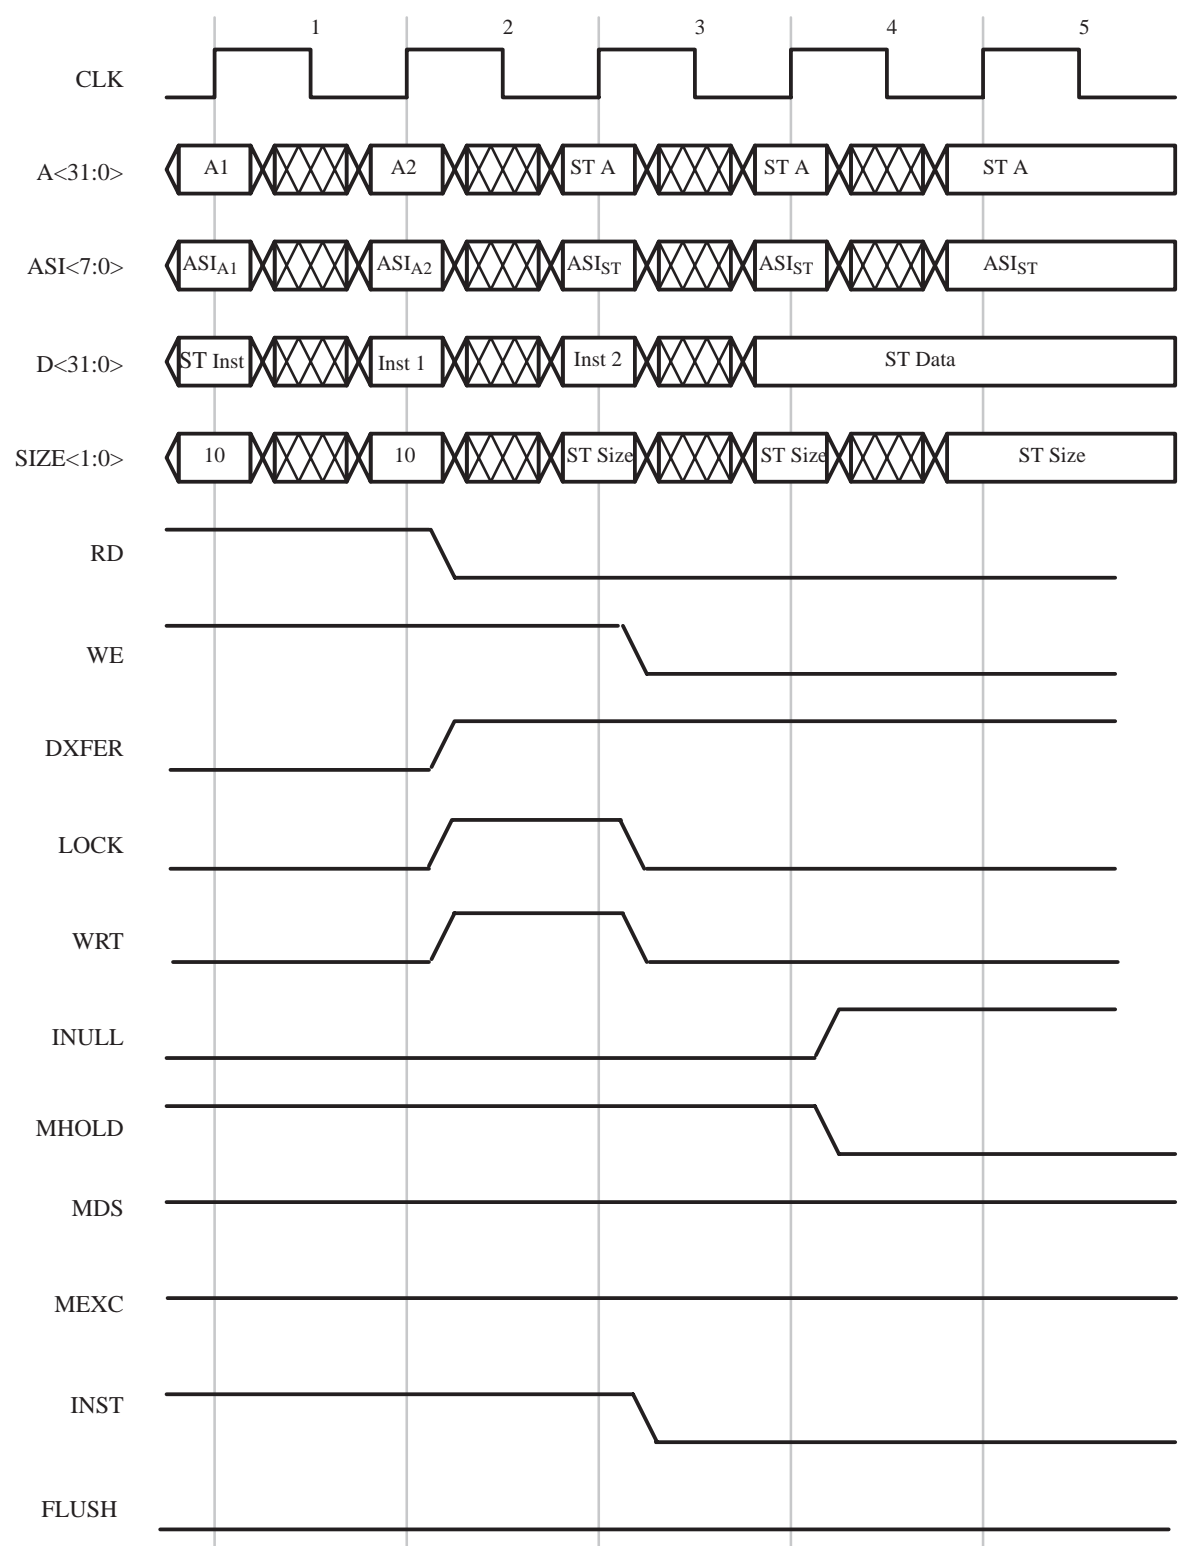 1 2 3 4 5
CLK
A<31:0> A1 A2 ST A ST A ST A
ASI<7:0> ASIA1 ASIA2 ASIST ASIST ASIST
D<31:0> ST Inst Inst 1 Inst 2 ST Data
SIZE<1:0> 10 10 ST Size ST Size ST Size
RD
WE
DXFER
LOCK
WRT
INULL
MHOLD
MDS
MEXC
INST
FLUSH